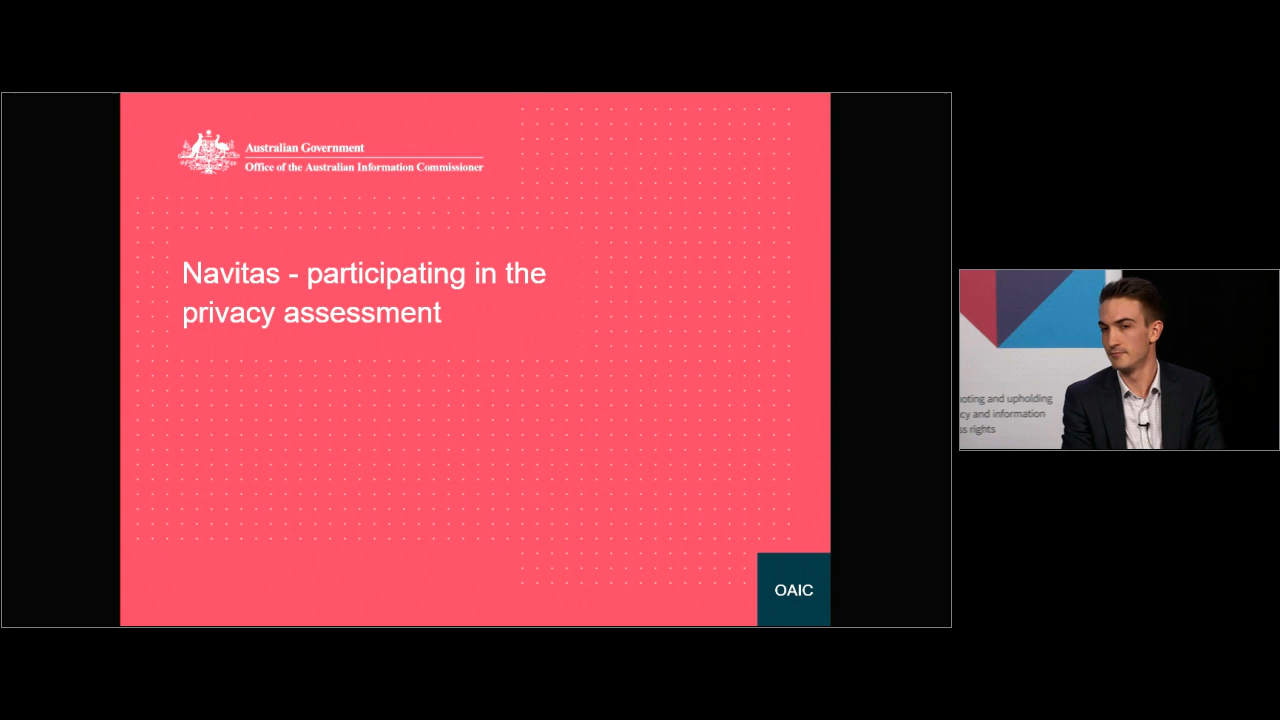 Australian Government
Office of the Australian Information Commissioner
Navitas - participating in the
privacy assessment
OAIC
oting and upholding
cy and information
ss rights